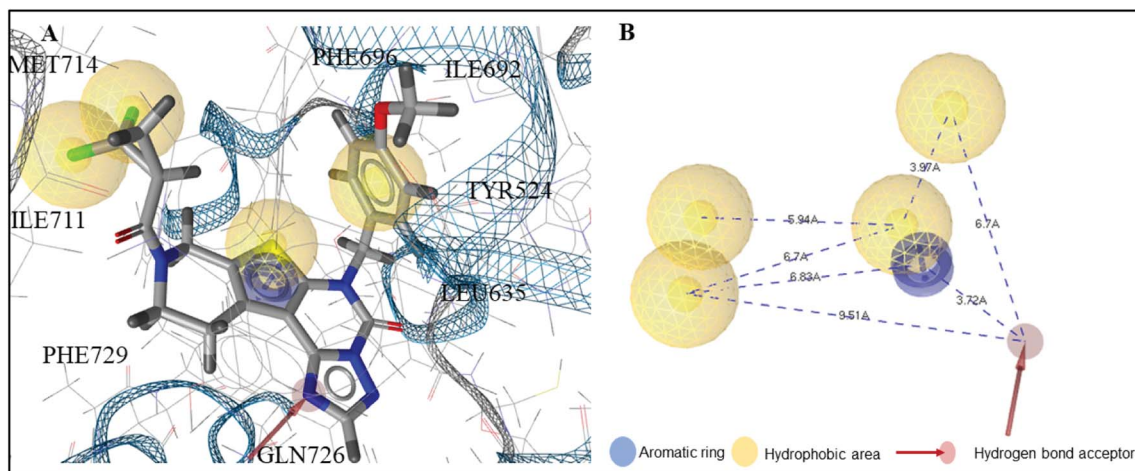 A
B
MET714
PHE696
ILE692
TYR524
ILE711
LEU635
PHE729
GLN726
3.97A
6.7A
5.94A
6.7A
6.83A
3.72A
9.51A
Aromatic ring
Hydrophobic area
Hydrogen bond acceptor